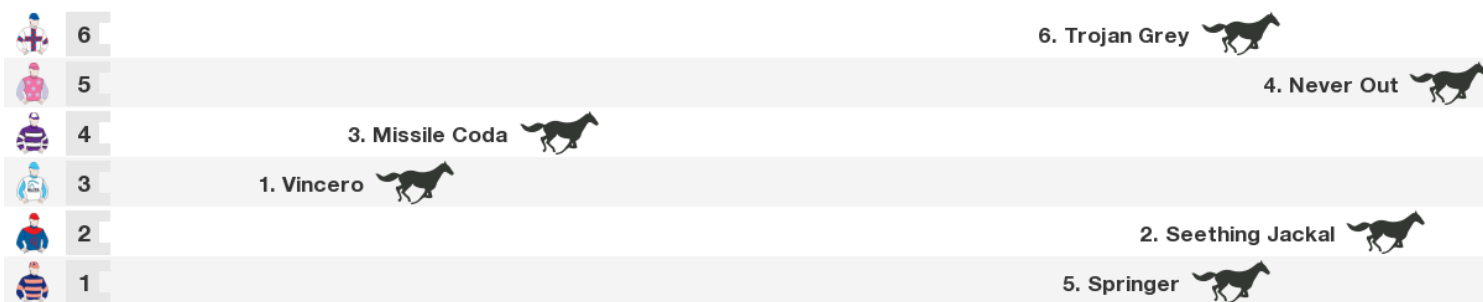 6 6. Trojan Grey
5 4. Never Out
4 3. Missile Coda
3 1. Vincero
2 2. Seething Jackal
1 5. Springer